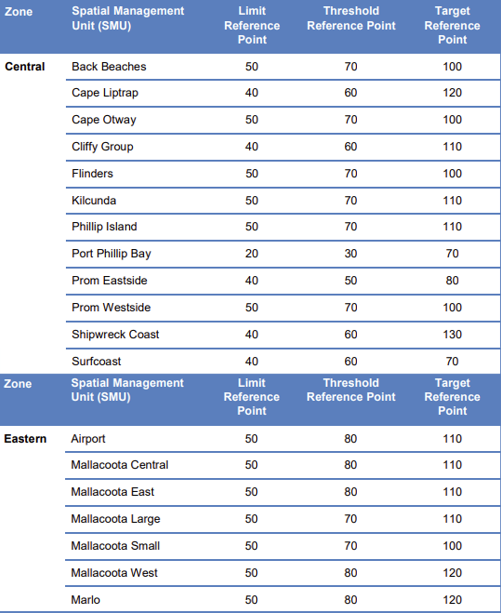 Zone Spatial Management Unit (SMU) Limit Reference Point Threshold Reference Point Target Reference Point
Central Back Beaches 50 70 100
Cape Liptrap 40 60 120
Cape Otway 50 70 100
Cliffy Group 40 60 110
Flinders 50 70 100
Kilcunda 50 70 110
Phillip Island 50 70 110
Port Phillip Bay 20 30 70
Prom Eastside 40 50 80
Prom Westside 50 70 100
Shipwreck Coast 40 60 130
Surfcoast 40 60 70
Zone Spatial Management Unit (SMU) Limit Reference Point Threshold Reference Point Target Reference Point
Eastern Airport 50 80 110
Mallacoota Central 50 80 110
Mallacoota East 50 80 110
Mallacoota Large 50 70 110
Mallacoota Small 50 70 100
Mallacoota West 50 80 120
Marlo 50 80 120